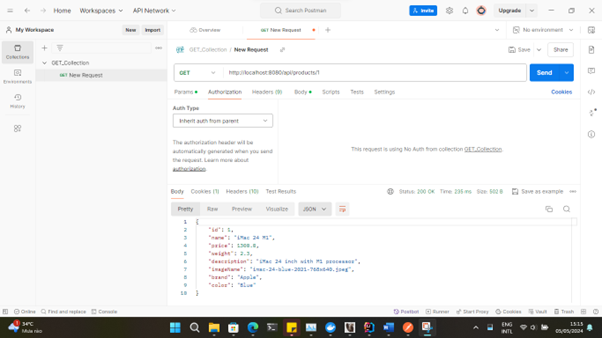 Home Workspaces API Network Search Postman Invite Upgrade
My Workspace New Import Overview GET New Request No environment
Collections
Environments
History
GET_Collection
GET New Request
GET_Collection / New Request Save Share
GET http://localhost:8080/api/products/1 Send
Params Authorization Headers (9) Body Scripts Tests Settings Cookies
Auth Type
Inherit auth from parent
The authorization header will be
automatically generated when you send
the request. Learn more about
authorization.
This request is using No Auth from collection GET_Collection.
Body Cookies (1) Headers (10) Test Results Status: 200 OK Time: 235 ms Size: 502 B Save as example
Pretty Raw Preview Visualize JSON
1 {
2 "id": 1,
3 "name": "iMac 24 M1",
4
5 "weight": 2.3,
6 "description": "iMac 24 inch with M1 processor",
7 "imageName": "imac-24-blue-2021-768x640.jpeg",
8 "brand": "Apple",
9 "color": "Blue"
10 }
Online Find and replace Console Postbot Runner Start Proxy Cookies Vault Trash
34°C
ENG
INTL
15:15
05/05/2024